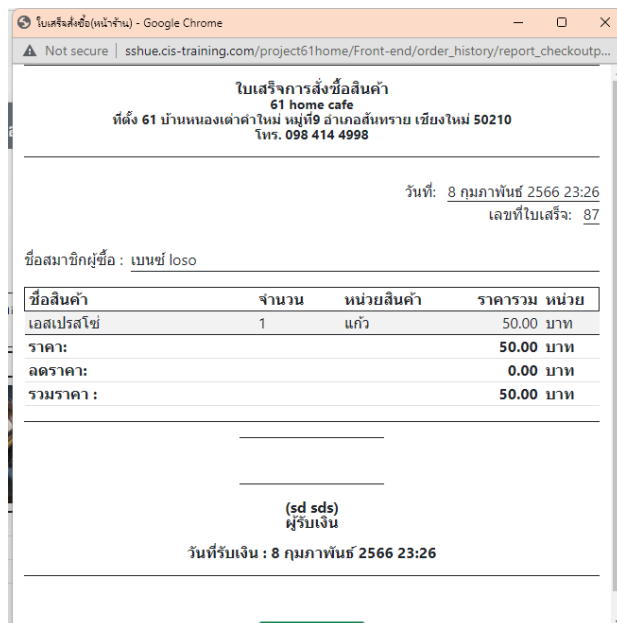 ใบเสร็จสั่งซื้อ(หน้าร้าน) - Google Chrome
Not secure | sshue.cis-training.com/project61home/Front-end/order_history/report_checkoutp...
ใบเสร็จการสั่งซื้อสินค้า
61 home cafe
ที่ตั้ง 61 บ้านหนองเต่าคำใหม่ หมู่ที่9 อำเภอสันทราย เชียงใหม่ 50210
โทร. 098 414 4998
วันที่: 8 กุมภาพันธ์ 2566 23:26
เลขที่ใบเสร็จ: 87
ชื่อสมาชิกผู้ซื้อ : เบนซ์ loso
ชื่อสินค้า จำนวน หน่วยสินค้า ราคารวม หน่วย
เอสเปรสโซ่ 1 แก้ว 50.00 บาท
ราคา: 50.00 บาท
ลดราคา: 0.00 บาท
รวมราคา : 50.00 บาท
(sd sds)
ผู้รับเงิน
วันที่รับเงิน : 8 กุมภาพันธ์ 2566 23:26